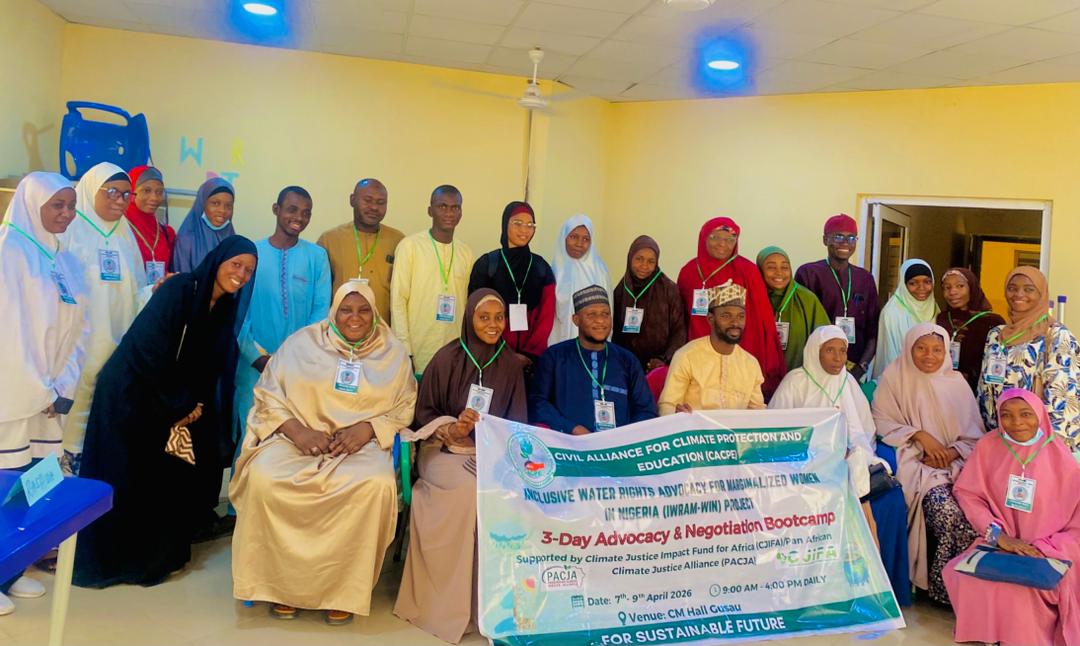 W R
CIVIL ALLIANCE FOR CLIMATE PROTECTION AND
EDUCATION (CACPE)
INCLUSIVE WATER RIGHTS ADVOCACY FOR MARGINALIZED WOMEN
IN NIGERIA (IWRAM-WIN) PROJECT
3-Day Advocacy & Negotiation Bootcamp
Supported by Climate Justice Impact Fund for Africa (CJIFA)/Pan African
Climate Justice Alliance (PACJA)
PACJA
CJIFA
Date: 7th- 9th April 2026
9:00 AM - 4:00 PM DAILY
Venue: CM Hall Gusau
FOR SUSTAINABLE FUTURE